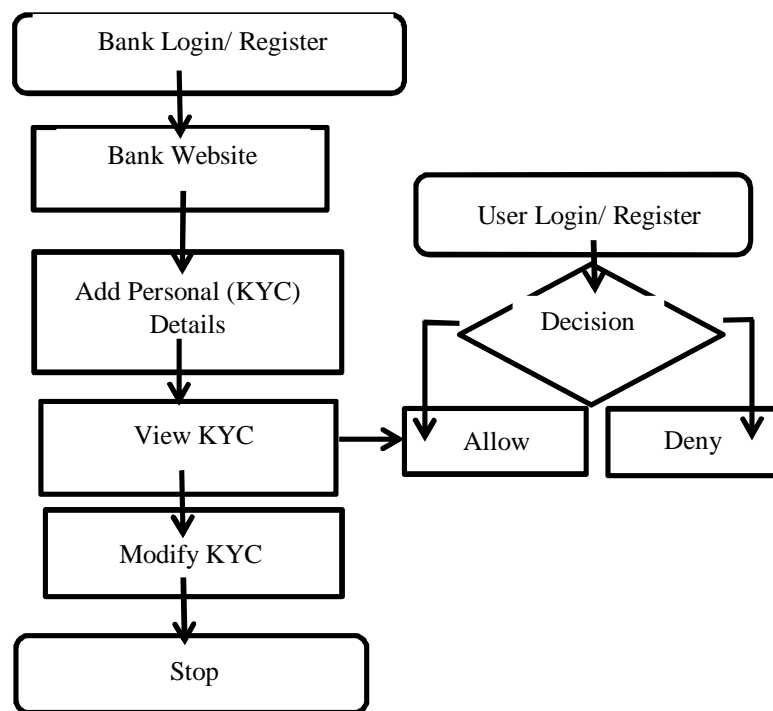 Bank Login/ Register
Bank Website
Add Personal (KYC)
Details
View KYC
Modify KYC
Stop
User Login/ Register
Decision
Allow
Deny